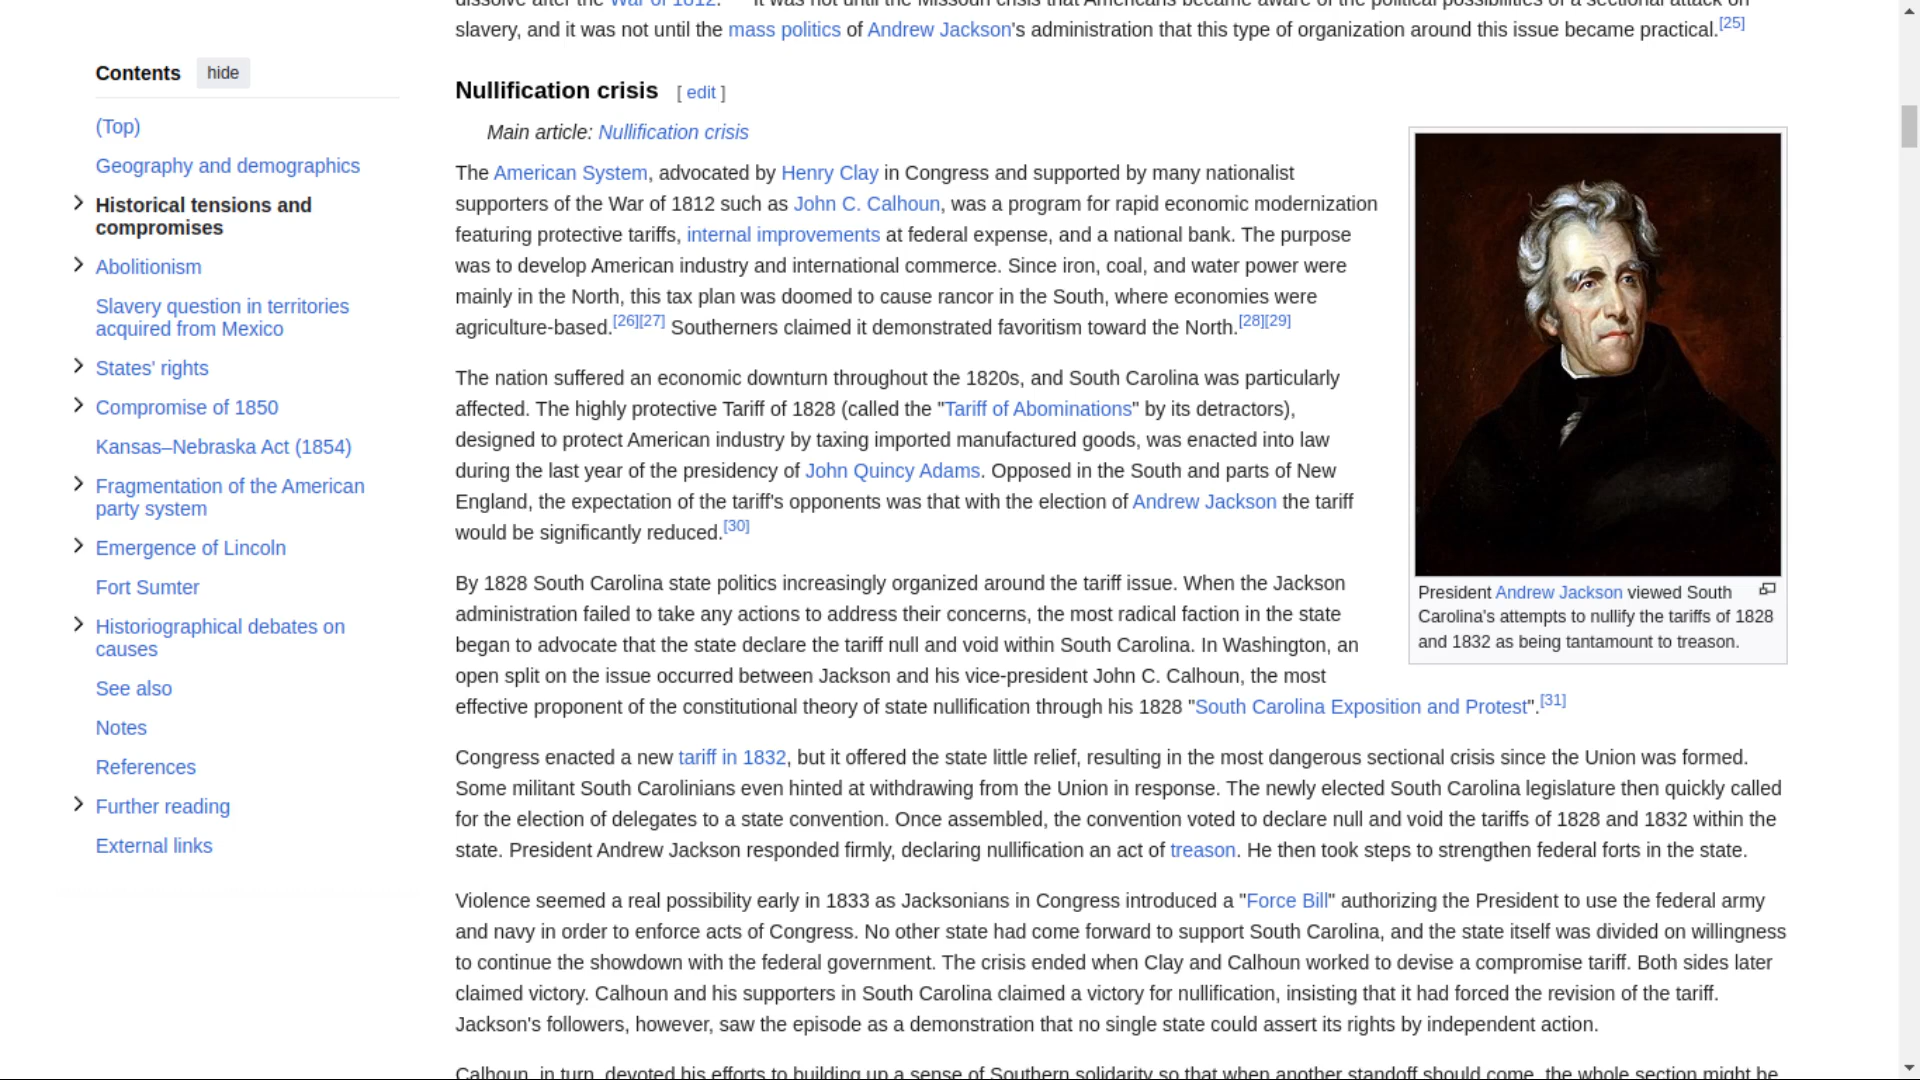 dissolve after the War of 1812. It was not until the Missouri crisis that Americans became aware of the political possibilities of a sectional attack on
slavery, and it was not until the mass politics of Andrew Jackson's administration that this type of organization around this issue became practical.[25]
Contents hide
(Top)
Geography and demographics
Historical tensions and
compromises
Abolitionism
Slavery question in territories
acquired from Mexico
States' rights
Compromise of 1850
Kansas–Nebraska Act (1854)
Fragmentation of the American
party system
Emergence of Lincoln
Fort Sumter
Historiographical debates on
causes
See also
Notes
References
Further reading
External links
Nullification crisis [ edit ]
Main article: Nullification crisis
The American System, advocated by Henry Clay in Congress and supported by many nationalist
supporters of the War of 1812 such as John C. Calhoun, was a program for rapid economic modernization
featuring protective tariffs, internal improvements at federal expense, and a national bank. The purpose
was to develop American industry and international commerce. Since iron, coal, and water power were
mainly in the North, this tax plan was doomed to cause rancor in the South, where economies were
agriculture-based.[26][27] Southerners claimed it demonstrated favoritism toward the North.[28][29]
The nation suffered an economic downturn throughout the 1820s, and South Carolina was particularly
affected. The highly protective Tariff of 1828 (called the "Tariff of Abominations" by its detractors),
designed to protect American industry by taxing imported manufactured goods, was enacted into law
during the last year of the presidency of John Quincy Adams. Opposed in the South and parts of New
England, the expectation of the tariff's opponents was that with the election of Andrew Jackson the tariff
would be significantly reduced.[30]
By 1828 South Carolina state politics increasingly organized around the tariff issue. When the Jackson
administration failed to take any actions to address their concerns, the most radical faction in the state
began to advocate that the state declare the tariff null and void within South Carolina. In Washington, an
open split on the issue occurred between Jackson and his vice-president John C. Calhoun, the most
effective proponent of the constitutional theory of state nullification through his 1828 "South Carolina Exposition and Protest".[31]
President Andrew Jackson viewed South
Carolina's attempts to nullify the tariffs of 1828
and 1832 as being tantamount to treason.
Congress enacted a new tariff in 1832, but it offered the state little relief, resulting in the most dangerous sectional crisis since the Union was formed.
Some militant South Carolinians even hinted at withdrawing from the Union in response. The newly elected South Carolina legislature then quickly called
for the election of delegates to a state convention. Once assembled, the convention voted to declare null and void the tariffs of 1828 and 1832 within the
state. President Andrew Jackson responded firmly, declaring nullification an act of treason. He then took steps to strengthen federal forts in the state.
Violence seemed a real possibility early in 1833 as Jacksonians in Congress introduced a "Force Bill" authorizing the President to use the federal army
and navy in order to enforce acts of Congress. No other state had come forward to support South Carolina, and the state itself was divided on willingness
to continue the showdown with the federal government. The crisis ended when Clay and Calhoun worked to devise a compromise tariff. Both sides later
claimed victory. Calhoun and his supporters in South Carolina claimed a victory for nullification, insisting that it had forced the revision of the tariff.
Jackson's followers, however, saw the episode as a demonstration that no single state could assert its rights by independent action.
Calhoun, in turn, devoted his efforts to building up a sense of Southern solidarity so that when another standoff should come, the whole section might be